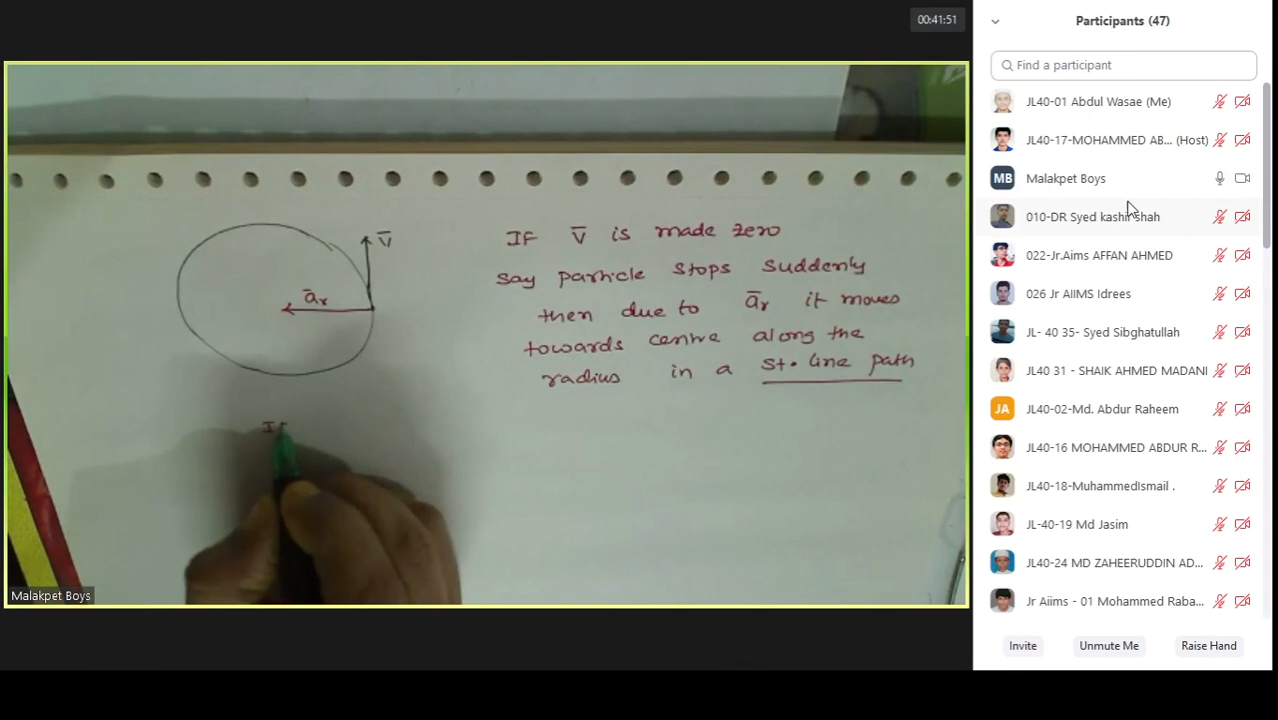 00:41:51
Participants (47)
Find a participant
JL40-01 Abdul Wasae (Me)
JL40-17-MOHAMMED AB... (Host)
MB Malakpet Boys
010-DR Syed kashif shah
022-Jr.Aims AFFAN AHMED
026 Jr AIIMS Idrees
JL- 40 35- Syed Sibghatullah
JL40 31 - SHAIK AHMED MADANI
JA JL40-02-Md. Abdur Raheem
JL40-16 MOHAMMED ABDUR R...
JL40-18-MuhammedIsmail .
JL-40-19 Md Jasim
JL40-24 MD ZAHEERUDDIN AD...
Jr Aiims - 01 Mohammed Raba...
Invite Unmute Me Raise Hand
V̅
a̅r
IF V̅ is made zero
say particle stops suddenly
then due to a̅r it moves
towards centre along the
radius in a st. line path
If
Malakpet Boys